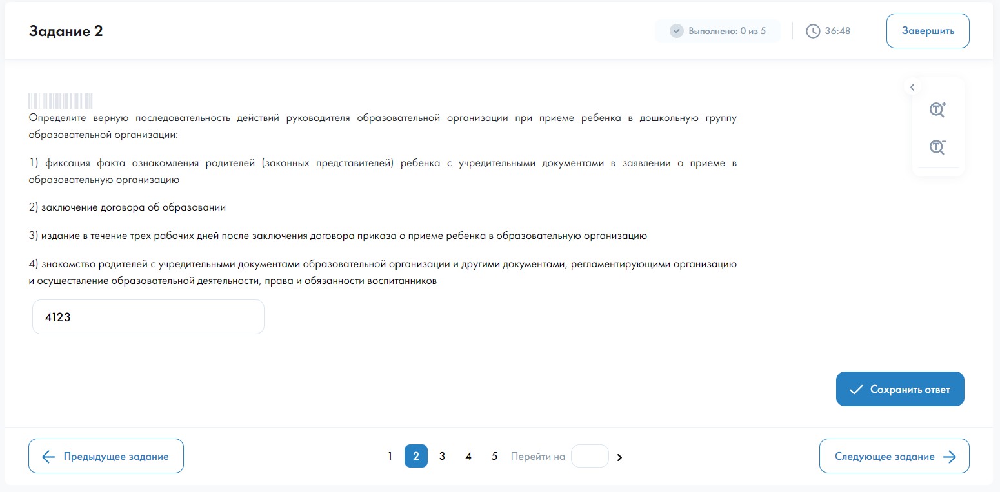 Задание 2
Выполнено: 0 из 5
36:48
Завершить
Определите верную последовательность действий руководителя образовательной организации при приеме ребенка в дошкольную группу
образовательной организации:
1) фиксация факта ознакомления родителей (законных представителей) ребенка с учредительными документами в заявлении о приеме в
образовательную организацию
2) заключение договора об образовании
3) издание в течение трех рабочих дней после заключения договора приказа о приеме ребенка в образовательную организацию
4) знакомство родителей с учредительными документами образовательной организации и другими документами, регламентирующими организацию
и осуществление образовательной деятельности, права и обязанности воспитанников
4123
Сохранить ответ
Предыдущее задание
1 2 3 4 5 Перейти на
Следующее задание